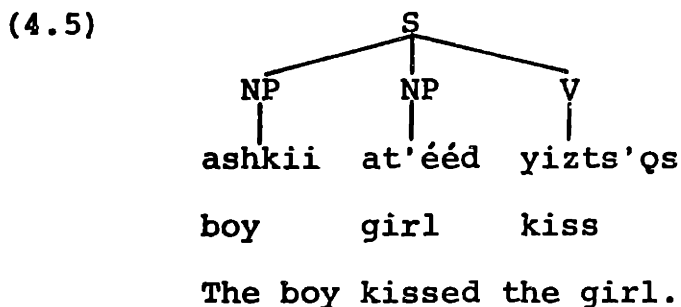 (4.5) S
NP NP V
ashkii at'ééd yizts'ǫs
boy girl kiss
The boy kissed the girl.